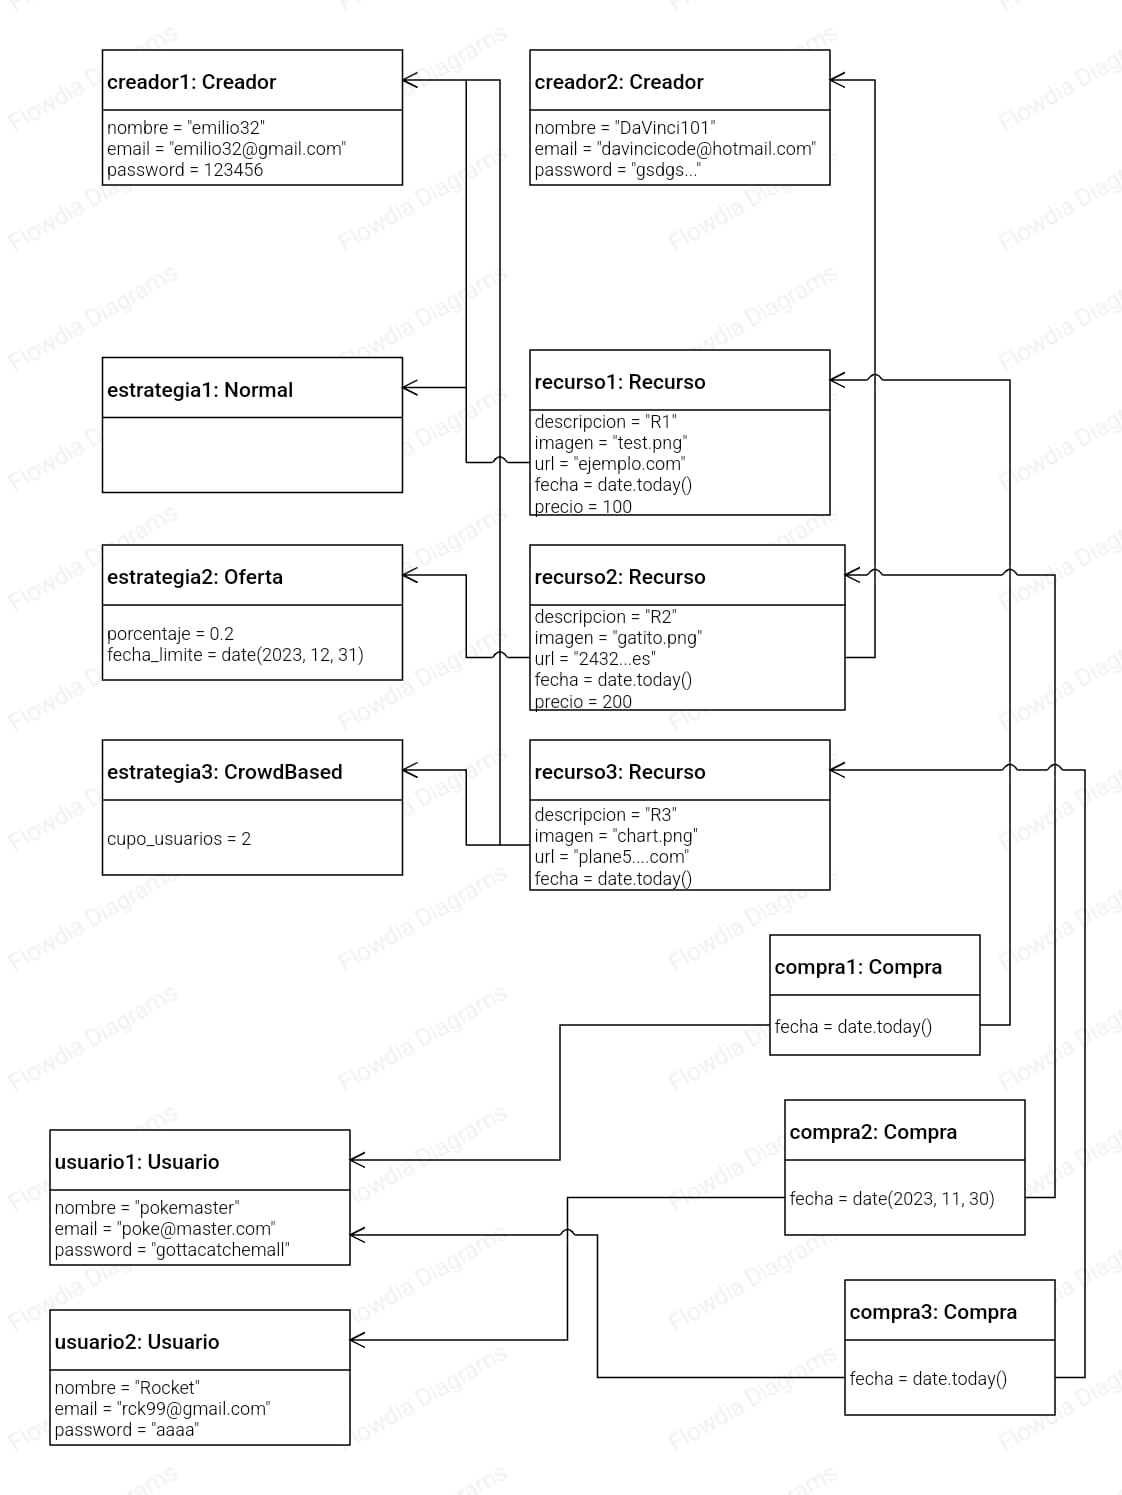 creador1: Creador
nombre = "emilio32"
email = "emilio32@gmail.com"
password = 123456
creador2: Creador
nombre = "DaVinci101"
email = "davincicode@hotmail.com"
password = "gsdgs..."
estrategia1: Normal
recurso1: Recurso
descripcion = "R1"
imagen = "test.png"
url = "ejemplo.com"
fecha = date.today()
precio = 100
estrategia2: Oferta
porcentaje = 0.2
fecha_limite = date(2023, 12, 31)
recurso2: Recurso
descripcion = "R2"
imagen = "gatito.png"
url = "2432...es"
fecha = date.today()
precio = 200
estrategia3: CrowdBased
cupo_usuarios = 2
recurso3: Recurso
descripcion = "R3"
imagen = "chart.png"
url = "plane5....com"
fecha = date.today()
compra1: Compra
fecha = date.today()
compra2: Compra
fecha = date(2023, 11, 30)
usuario1: Usuario
nombre = "pokemaster"
email = "poke@master.com"
password = "gottacatchemall"
compra3: Compra
fecha = date.today()
usuario2: Usuario
nombre = "Rocket"
email = "rck99@gmail.com"
password = "aaaa"
Flowdia Diagrams